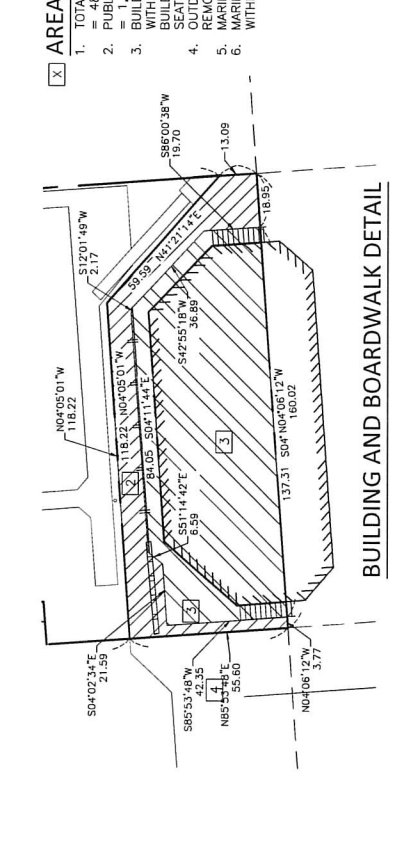 X AREA
1. TOTA
= 48
2. PUBL
= 1,
3. BUIL
WITH
BUIL
SEAT
4. OUTD
REMO
5. MARI
6. MARI
WITH
N04°05'01"W
118.22
S12°01'49"W
2.17
S86°00'38"W
19.70
13.09
59.59 N41°21'14"E
118.22 N04°05'01"W
2
84.05 S04°11'44"E
S42°55'18"W
36.89
18.95
S51°14'42"E
6.59
3
3
S04°02'34"E
21.59
S85°53'48"W
42.35
4
N85°53'48"E
55.60
137.31
N04°06'12"W
160.02
N04°06'12"W
3.77
BUILDING AND BOARDWALK DETAIL